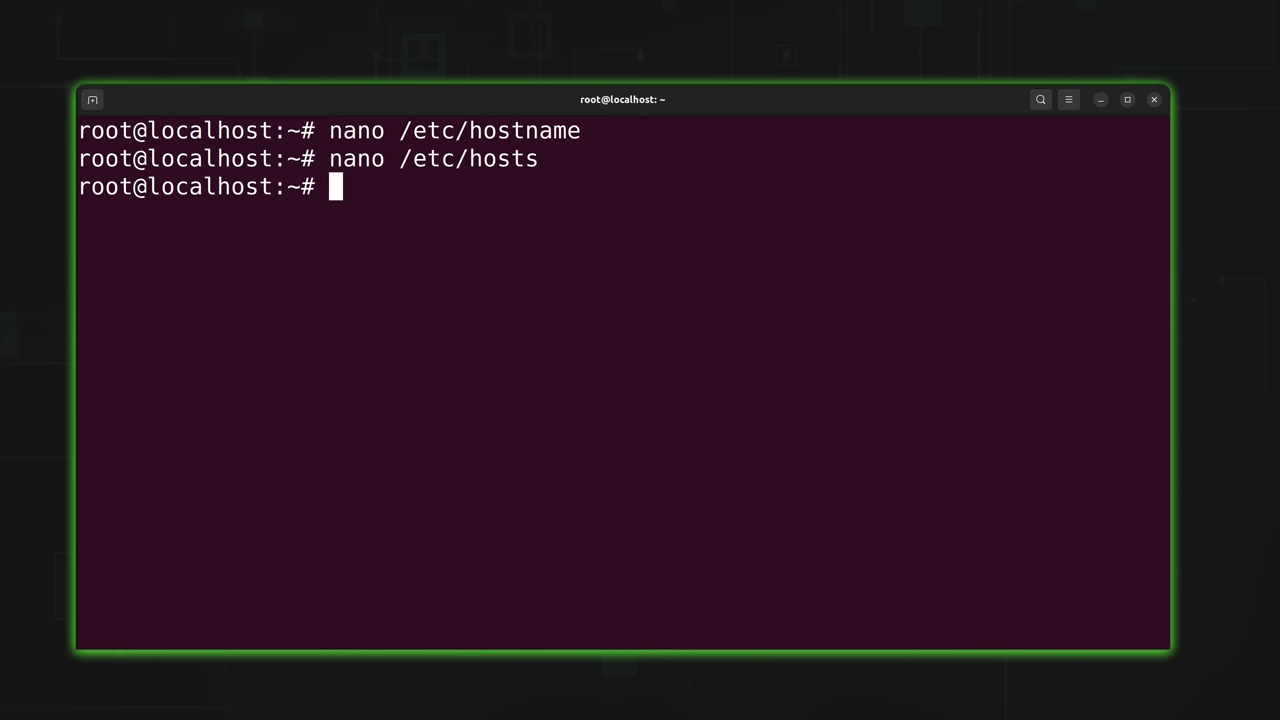 root@localhost: ~
root@localhost:~# nano /etc/hostname
root@localhost:~# nano /etc/hosts
root@localhost:~#